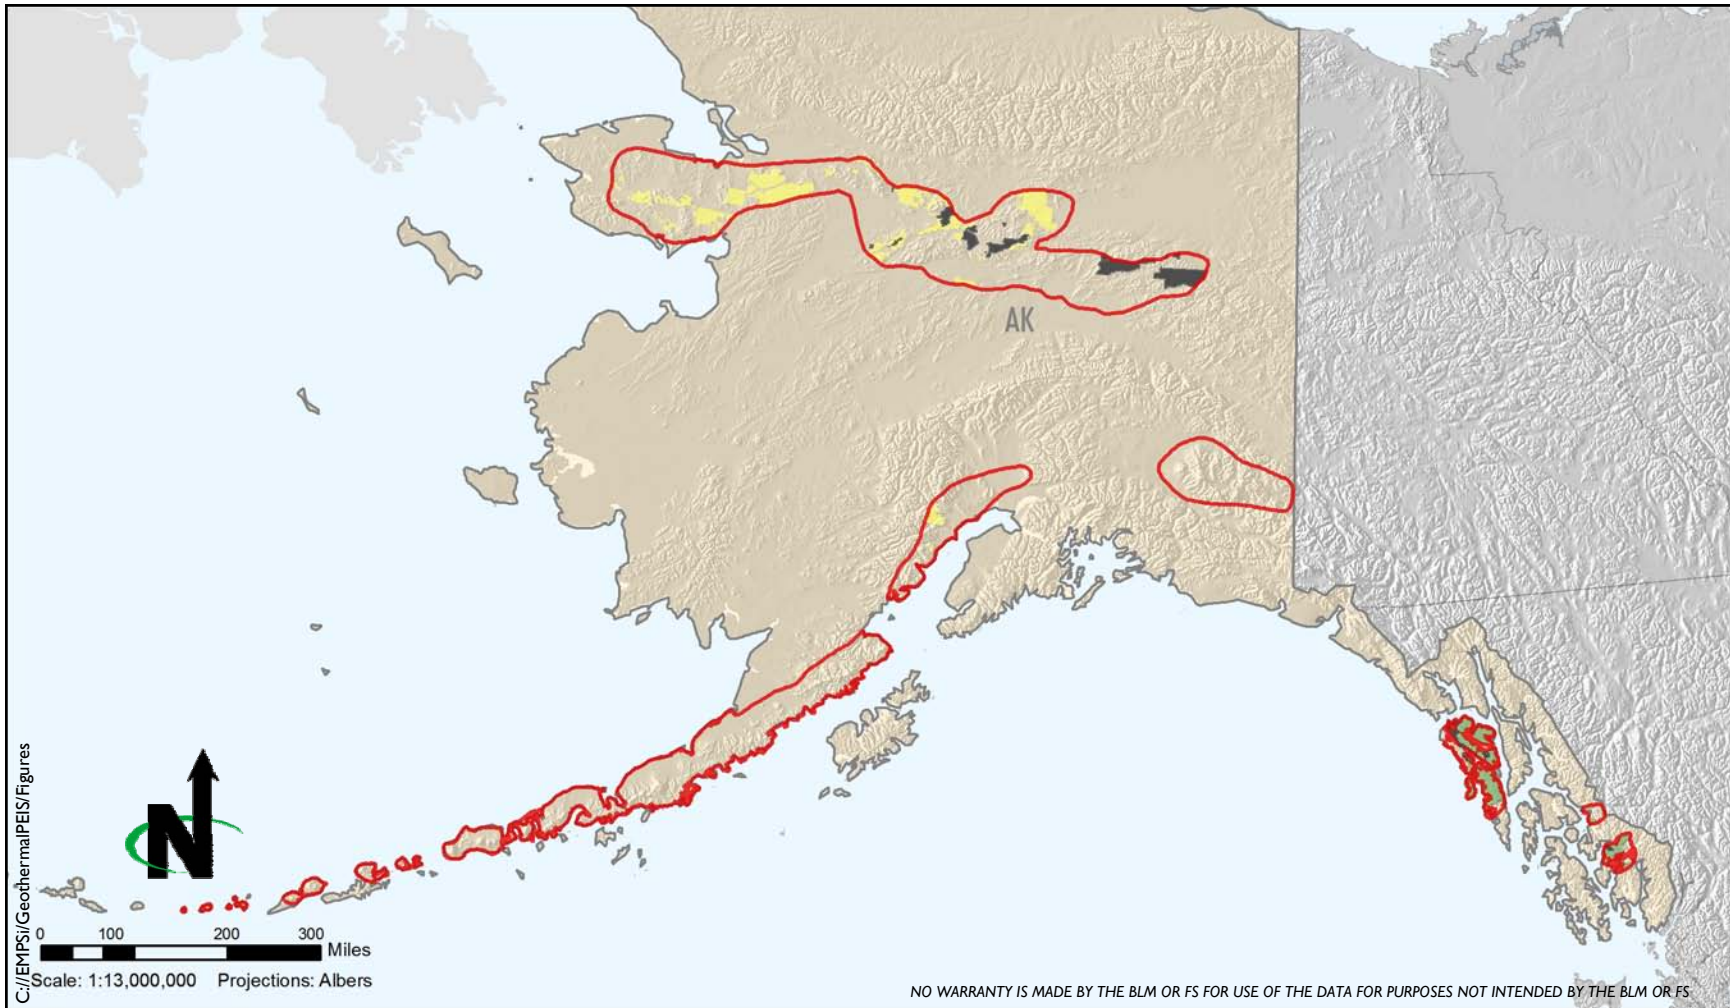 AK
C://EMPSi/GeothermalPEIS/Figures
N
0 100 200 300
Miles
Scale: 1:13,000,000 Projections: Albers
NO WARRANTY IS MADE BY THE BLM OR FS FOR USE OF THE DATA FOR PURPOSES NOT INTENDED BY THE BLM OR FS